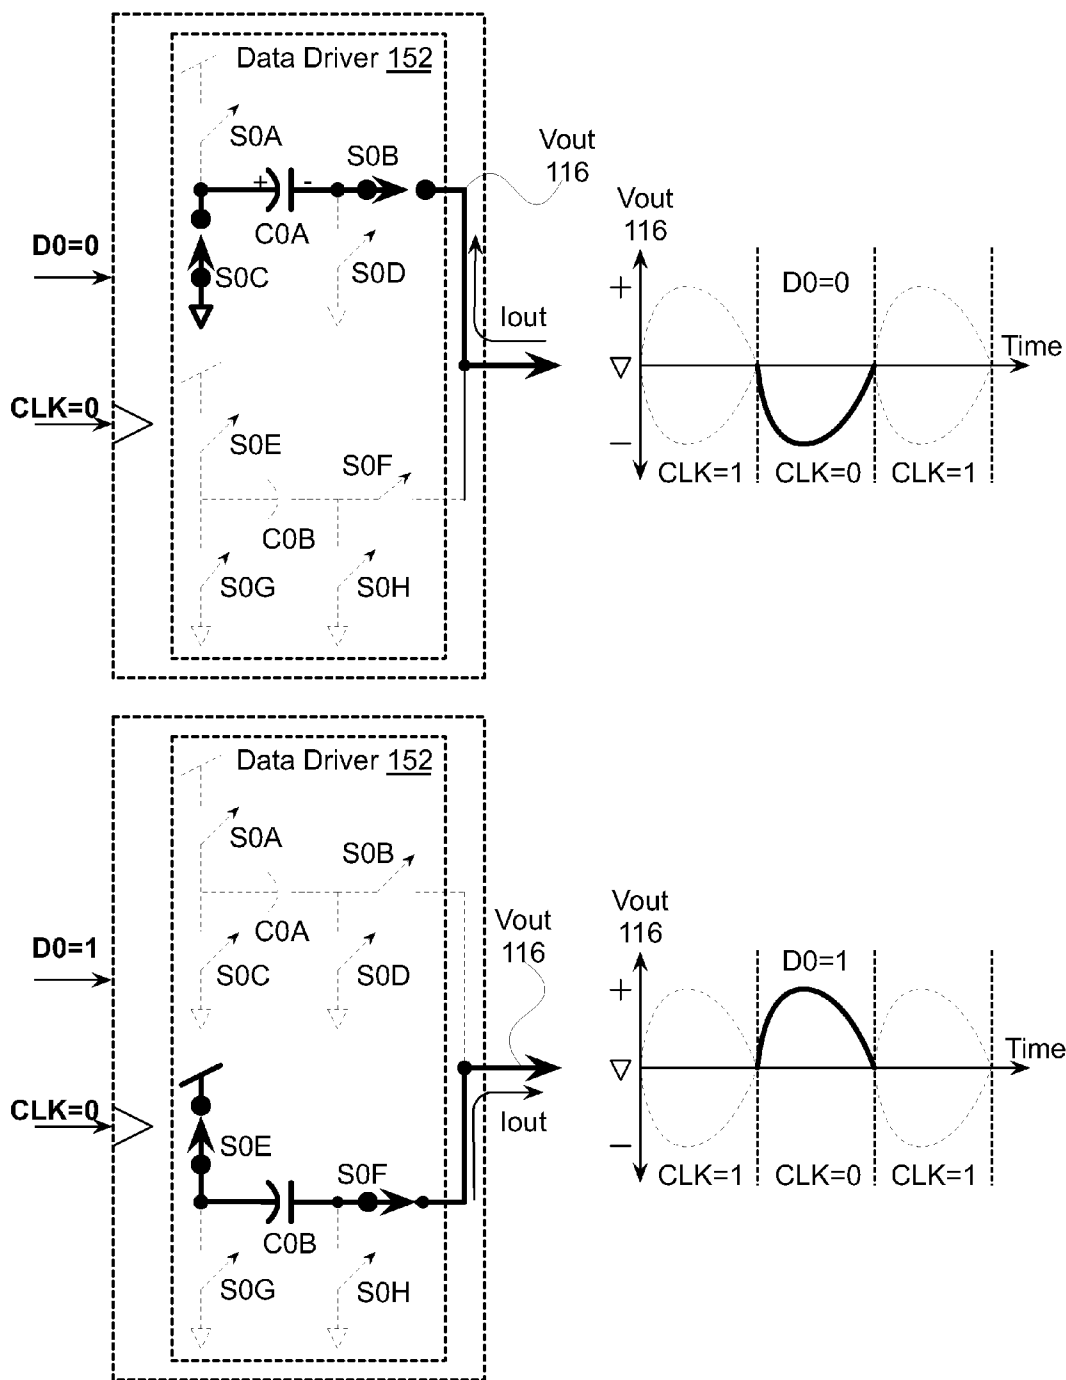 Data Driver 152
S0A
S0B
+ -
C0A
D0=0
S0C
S0D
Iout
Vout
116
CLK=0
S0E
S0F
C0B
S0G
S0H
Vout
116
D0=0
+
Time
−
CLK=1 CLK=0 CLK=1
Data Driver 152
S0A
S0B
C0A
D0=1
S0C
S0D
Vout
116
CLK=0
S0E
Iout
S0F
C0B
S0G
S0H
Vout
116
D0=1
+
Time
−
CLK=1 CLK=0 CLK=1